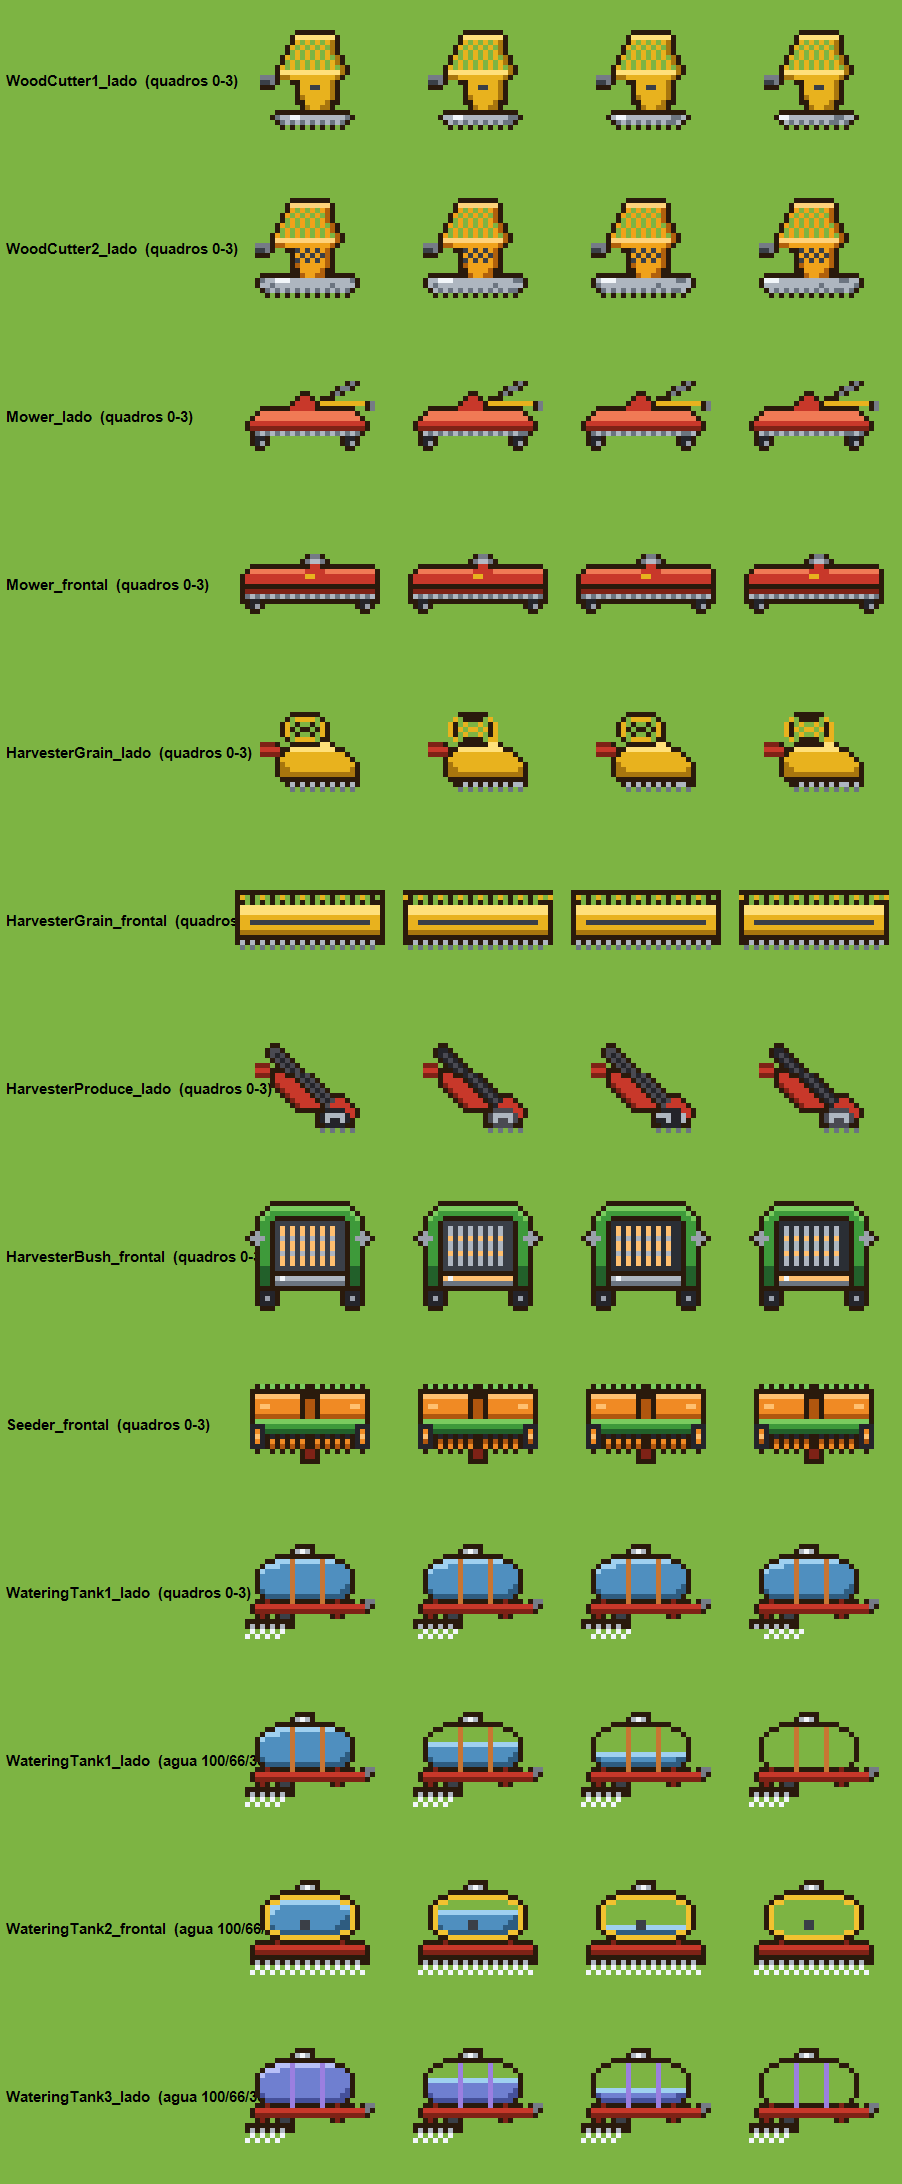 WoodCutter1_lado (quadros 0-3)
WoodCutter2_lado (quadros 0-3)
Mower_lado (quadros 0-3)
Mower_frontal (quadros 0-3)
HarvesterGrain_lado (quadros 0-3)
HarvesterGrain_frontal (quadros
HarvesterProduce_lado (quadros 0-3)
HarvesterBush_frontal (quadros 0-3
Seeder_frontal (quadros 0-3)
WateringTank1_lado (quadros 0-3)
WateringTank1_lado (agua 100/66/3
WateringTank2_frontal (agua 100/66/
WateringTank3_lado (agua 100/66/3